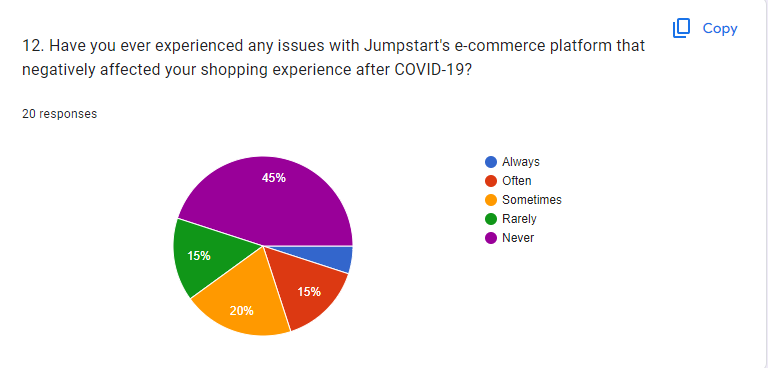 Copy
12. Have you ever experienced any issues with Jumpstart's e-commerce platform that
negatively affected your shopping experience after COVID-19?
20 responses
45%
15%
20%
15%
Always
Often
Sometimes
Rarely
Never